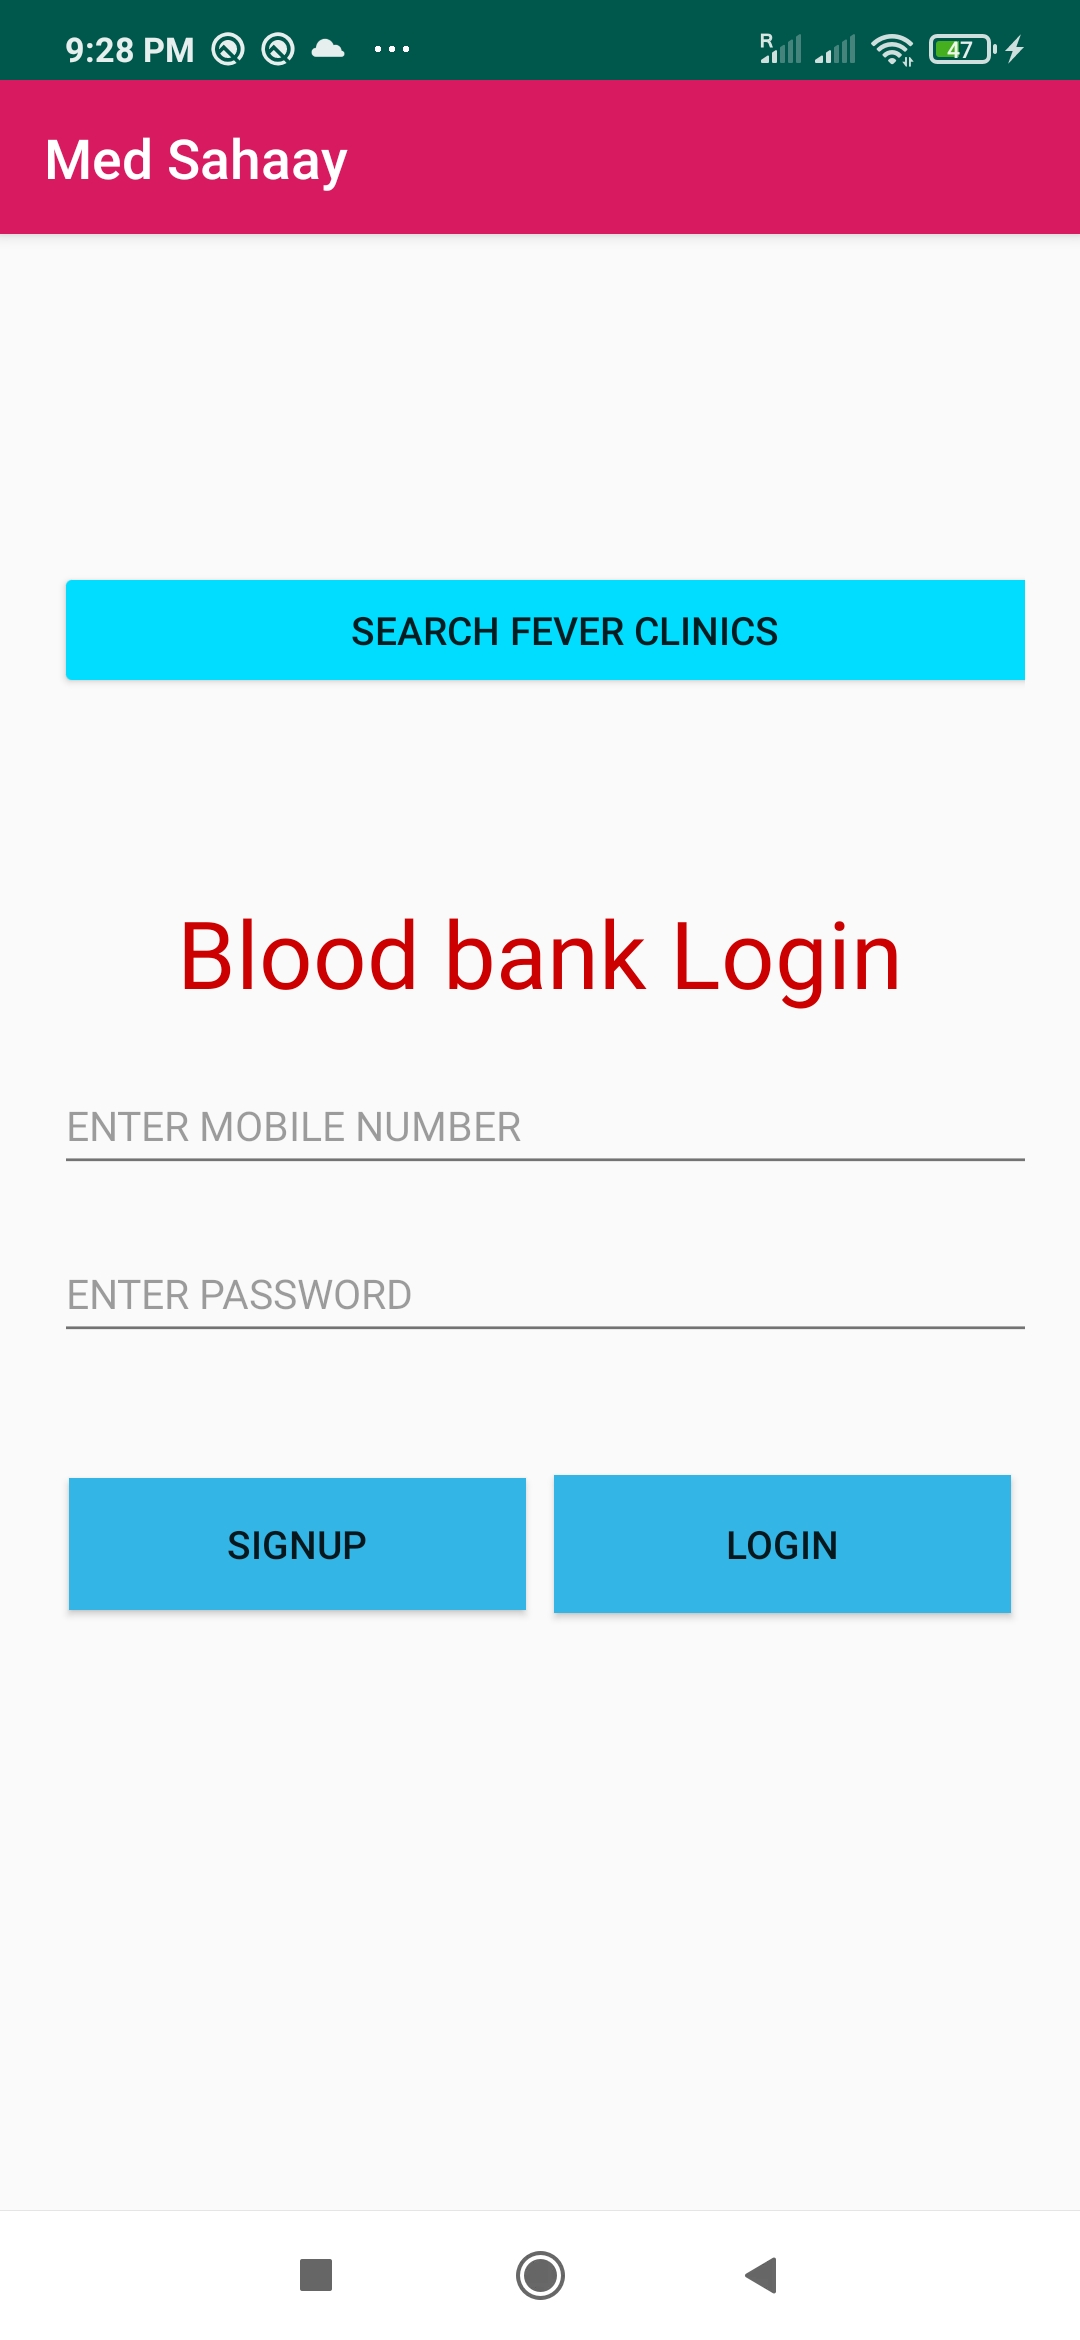 9:28 PM
R
47
Med Sahaay
SEARCH FEVER CLINICS
Blood bank Login
ENTER MOBILE NUMBER
ENTER PASSWORD
SIGNUP
LOGIN